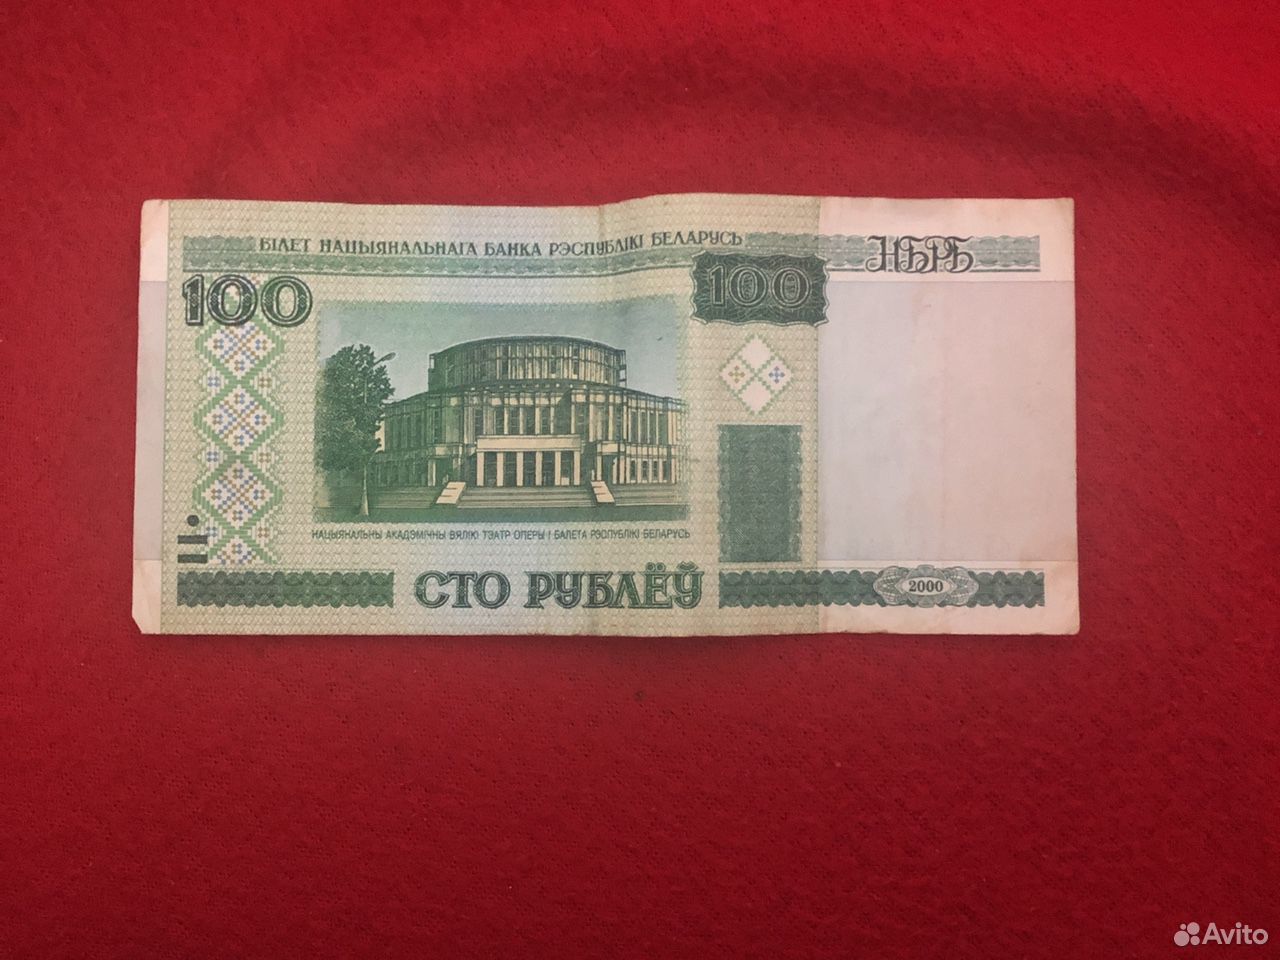 БІЛЕТ НАЦЫЯНАЛЬНАГА БАНКА РЭСПУБЛІКІ БЕЛАРУСЬ
НБРБ
100
100
НАЦЫЯНАЛЬНЫ АКАДЭМІЧНЫ ВЯЛІКІ ТЭАТР ОПЕРЫ І БАЛЕТА РЭСПУБЛІКІ БЕЛАРУСЬ
СТО РУБЛЁЎ
2000
Avito